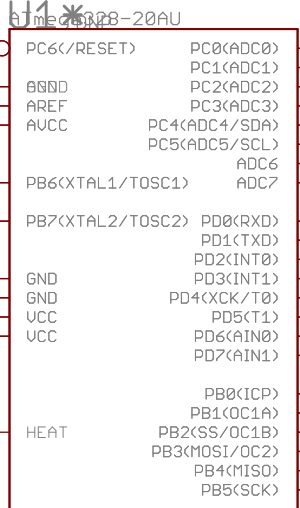 U1*
ATmega328-20AU
PC6(/RESET) PC0(ADC0)
PC1(ADC1)
PC2(ADC2)
AREF PC3(ADC3)
AVCC PC4(ADC4/SDA)
PC5(ADC5/SCL)
ADC6
PB6(XTAL1/TOSC1) ADC7
PB7(XTAL2/TOSC2) PD0(RXD)
PD1(TXD)
PD2(INT0)
GND PD3(INT1)
GND PD4(XCK/T0)
VCC PD5(T1)
VCC PD6(AIN0)
PD7(AIN1)
PB0(ICP)
PB1(OC1A)
HEAT PB2(SS/OC1B)
PB3(MOSI/OC2)
PB4(MISO)
PB5(SCK)